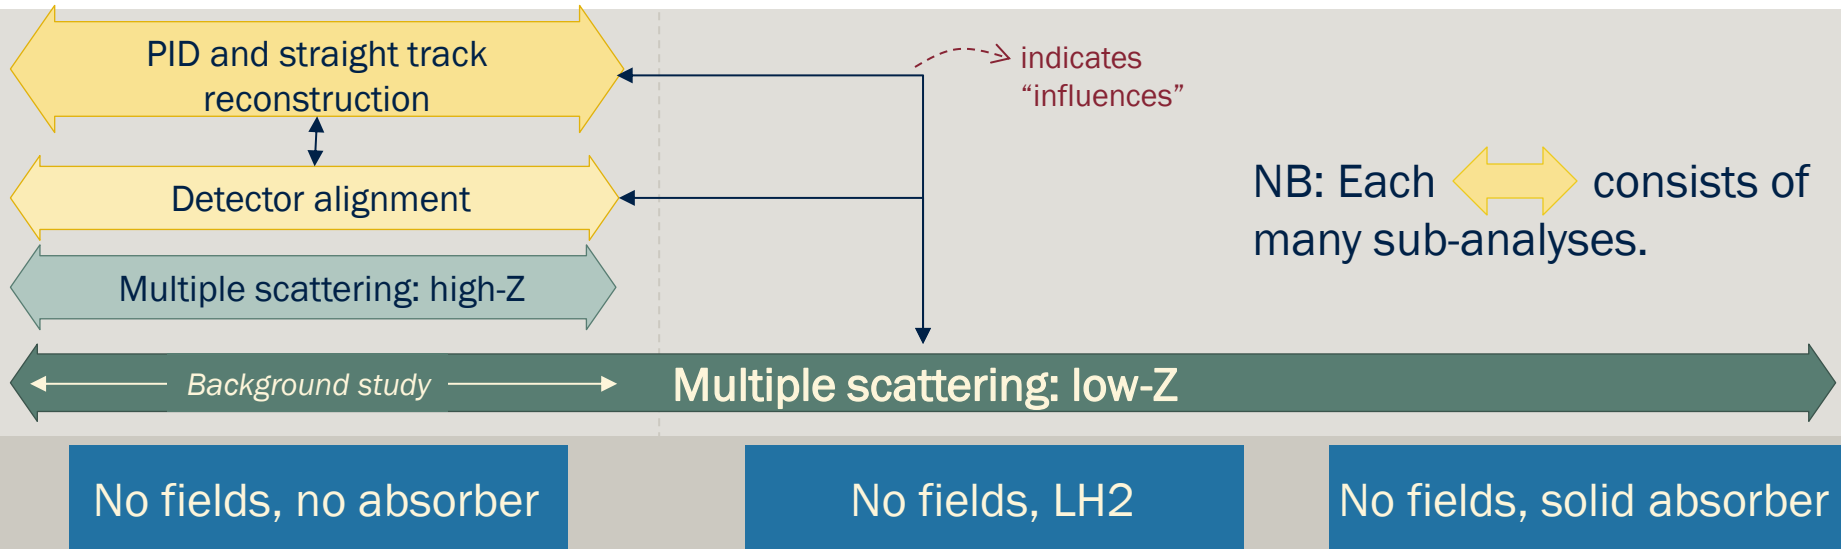 PID and straight track
reconstruction
indicates
“influences”
Detector alignment
NB: Each consists of
many sub-analyses.
Multiple scattering: high-Z
Background study
Multiple scattering: low-Z
No fields, no absorber
No fields, LH2
No fields, solid absorber